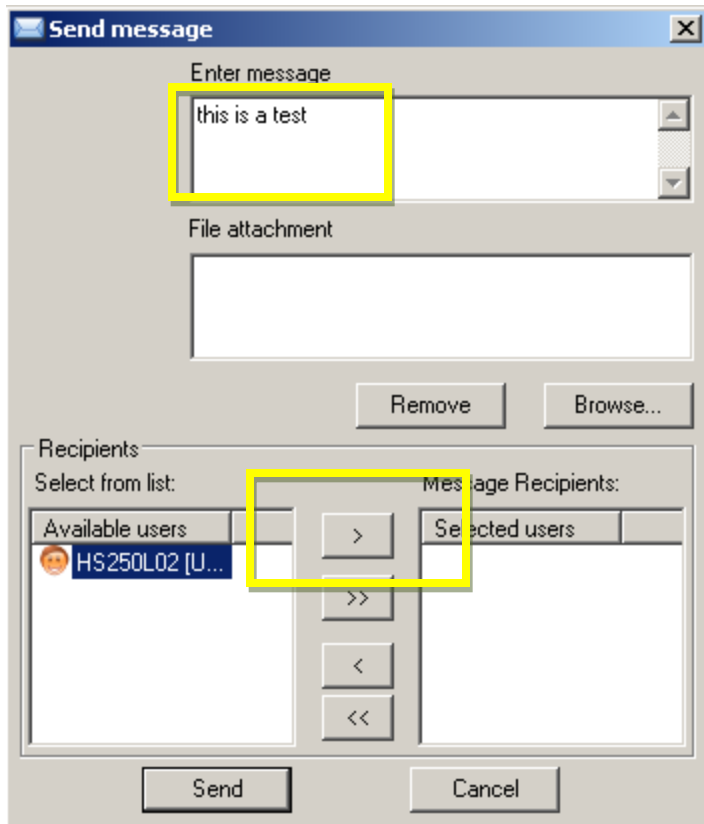 Send message
Enter message
this is a test
File attachment
Remove Browse...
Recipients
Select from list: Message Recipients:
Available users > Selected users
HS250L02 [U...
>>
<
<<
Send Cancel